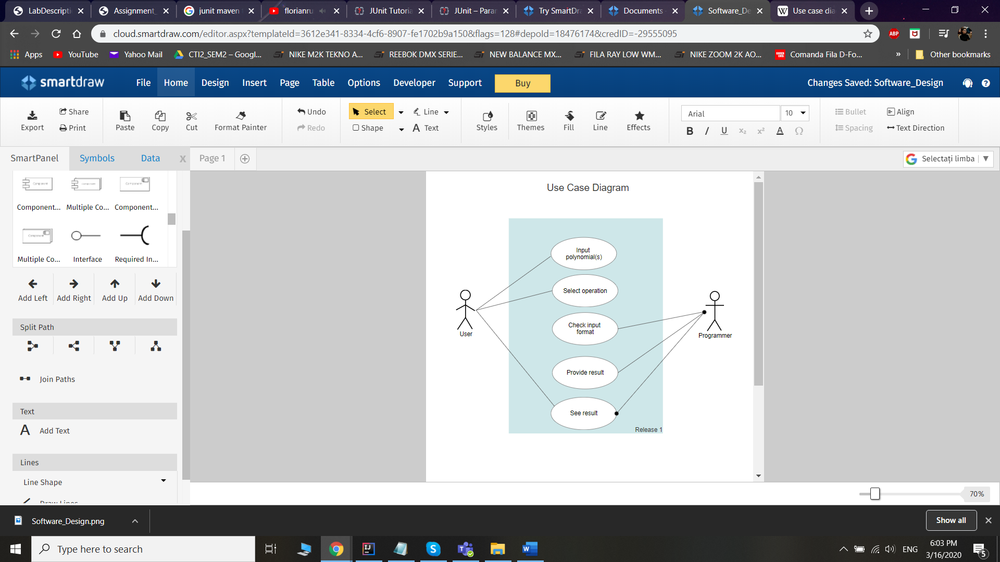 LabDescripti
Assignment_
junit maven
florianru
JUnit Tutoria
JUnit – Parar
Try SmartDra
Documents
Software_De
Use case dia
cloud.smartdraw.com/editor.aspx?templateId=3612e341-8334-4cf6-8907-fe1702b9a150&flags=128#depoId=18476174&credID=-29555095
ABP
Apps
YouTube
Yahoo Mail
CTI2_SEM2 – Googl...
NIKE M2K TEKNO A...
REEBOK DMX SERIE...
NEW BALANCE MX...
FILA RAY LOW WM...
NIKE ZOOM 2K AO...
Comanda Fila D-Fo...
»
Other bookmarks
smartdraw
File
Home
Design
Insert
Page
Table
Options
Developer
Support
Buy
Changes Saved: Software_Design
Export
Share
Print
Paste
Copy
Cut
Format Painter
Undo
Redo
Select
Line
Shape
A Text
Styles
Themes
Fill
Line
Effects
Arial
10
B I U x₂ x² A Ω
Bullet
Spacing
Align
Text Direction
SmartPanel
Symbols
Data
X
Page 1
Selectați limba
Component...
Multiple Co...
Component...
Multiple Co...
Interface
Required In...
Add Left
Add Right
Add Up
Add Down
Split Path
Join Paths
Text
A Add Text
Lines
Line Shape
Draw Lines
Use Case Diagram
Input
polynomial(s)
Select operation
Check input
format
Provide result
See result
Release 1
User
Programmer
70%
Software_Design.png
Show all
Type here to search
ENG
6:03 PM
3/16/2020
5